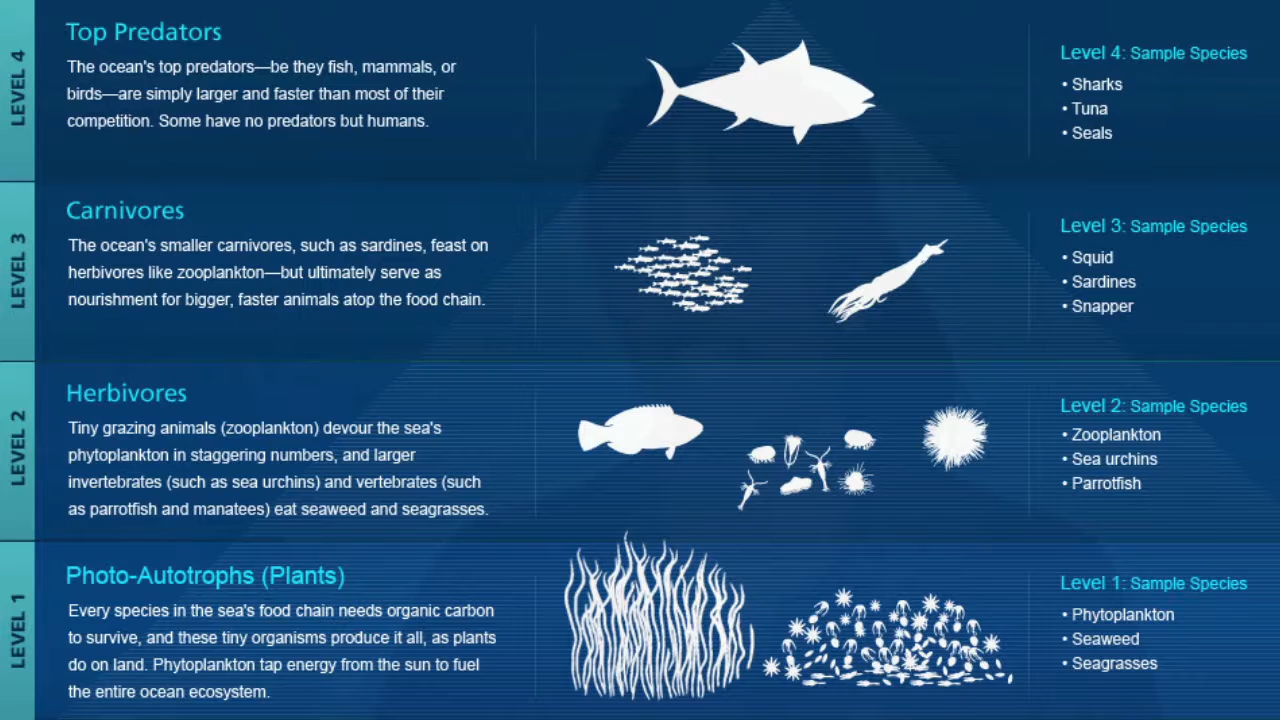 LEVEL 4
Top Predators
The ocean's top predators—be they fish, mammals, or
birds—are simply larger and faster than most of their
competition. Some have no predators but humans.
Level 4: Sample Species
• Sharks
• Tuna
• Seals
LEVEL 3
Carnivores
The ocean's smaller carnivores, such as sardines, feast on
herbivores like zooplankton—but ultimately serve as
nourishment for bigger, faster animals atop the food chain.
Level 3: Sample Species
• Squid
• Sardines
• Snapper
LEVEL 2
Herbivores
Tiny grazing animals (zooplankton) devour the sea's
phytoplankton in staggering numbers, and larger
invertebrates (such as sea urchins) and vertebrates (such
as parrotfish and manatees) eat seaweed and seagrasses.
Level 2: Sample Species
• Zooplankton
• Sea urchins
• Parrotfish
LEVEL 1
Photo-Autotrophs (Plants)
Every species in the sea's food chain needs organic carbon
to survive, and these tiny organisms produce it all, as plants
do on land. Phytoplankton tap energy from the sun to fuel
the entire ocean ecosystem.
Level 1: Sample Species
• Phytoplankton
• Seaweed
• Seagrasses